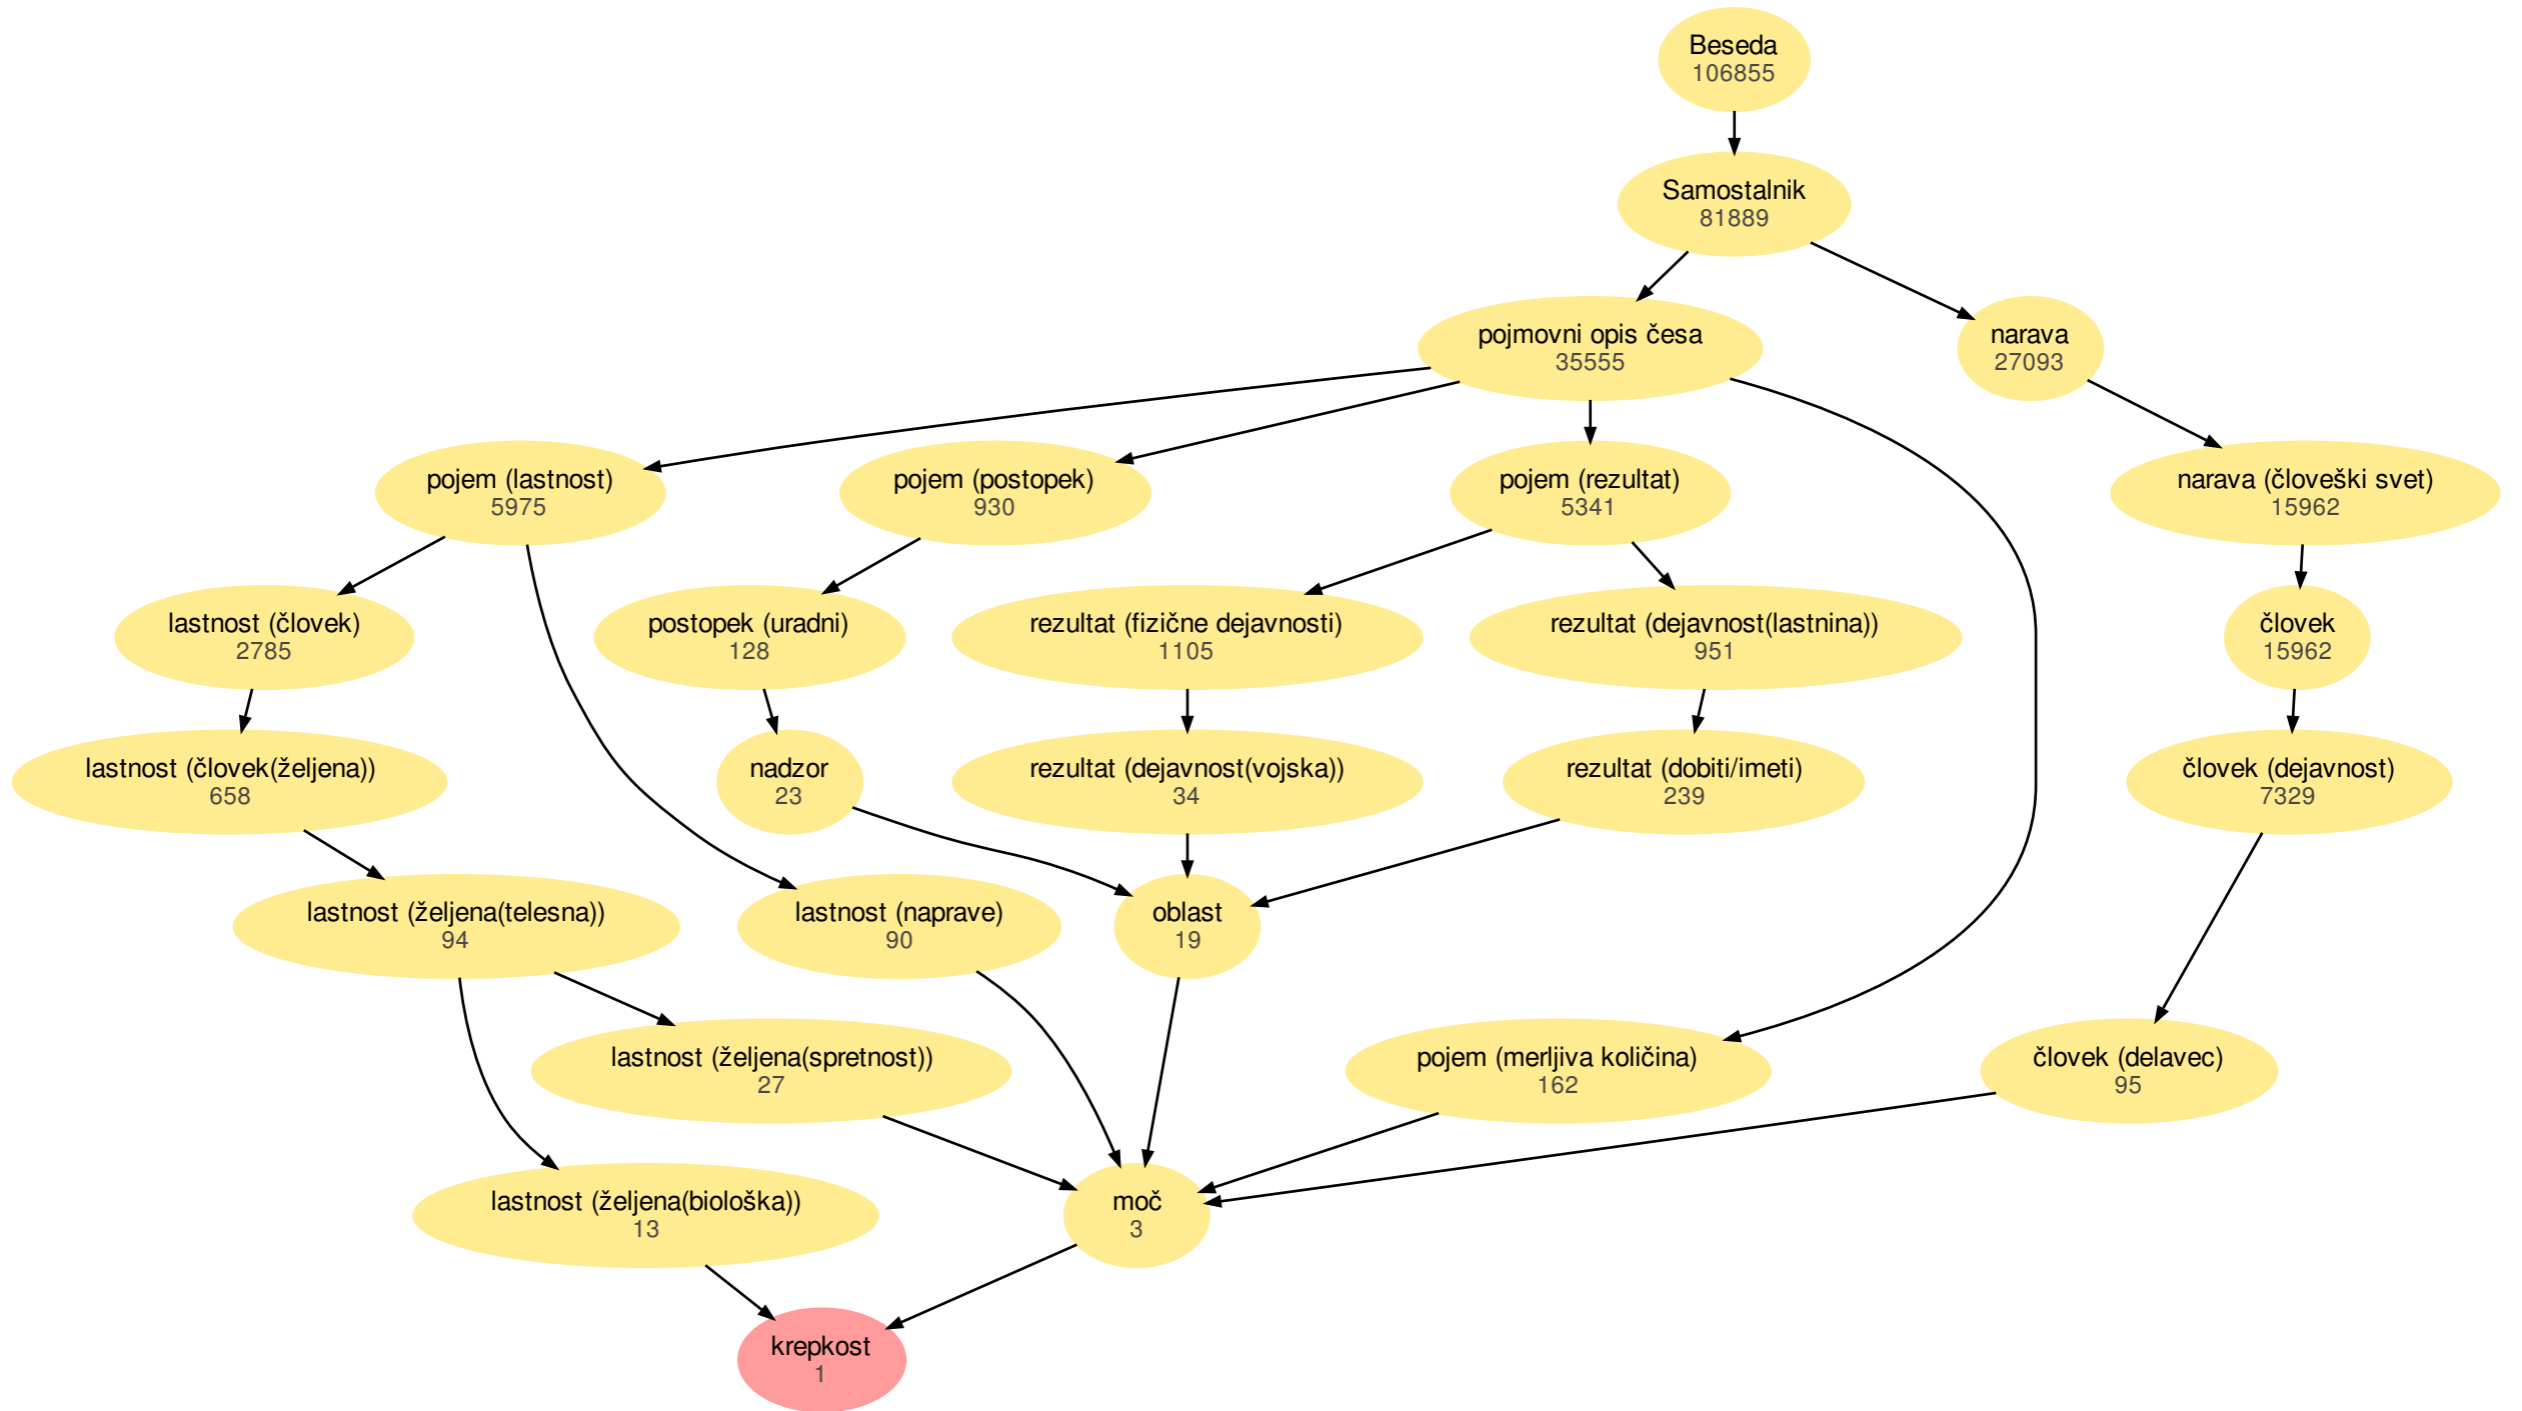 Beseda
106855
Samostalnik
81889
pojmovni opis česa
35555
narava
27093
pojem (lastnost)
5975
pojem (postopek)
930
pojem (rezultat)
5341
narava (človeški svet)
15962
lastnost (človek)
2785
postopek (uradni)
128
rezultat (fizične dejavnosti)
1105
rezultat (dejavnost(lastnina))
951
človek
15962
lastnost (človek(željena))
658
nadzor
23
rezultat (dejavnost(vojska))
34
rezultat (dobiti/imeti)
239
človek (dejavnost)
7329
lastnost (željena(telesna))
94
lastnost (naprave)
90
oblast
19
lastnost (željena(spretnost))
27
pojem (merljiva količina)
162
človek (delavec)
95
lastnost (željena(biološka))
13
moč
3
krepkost
1